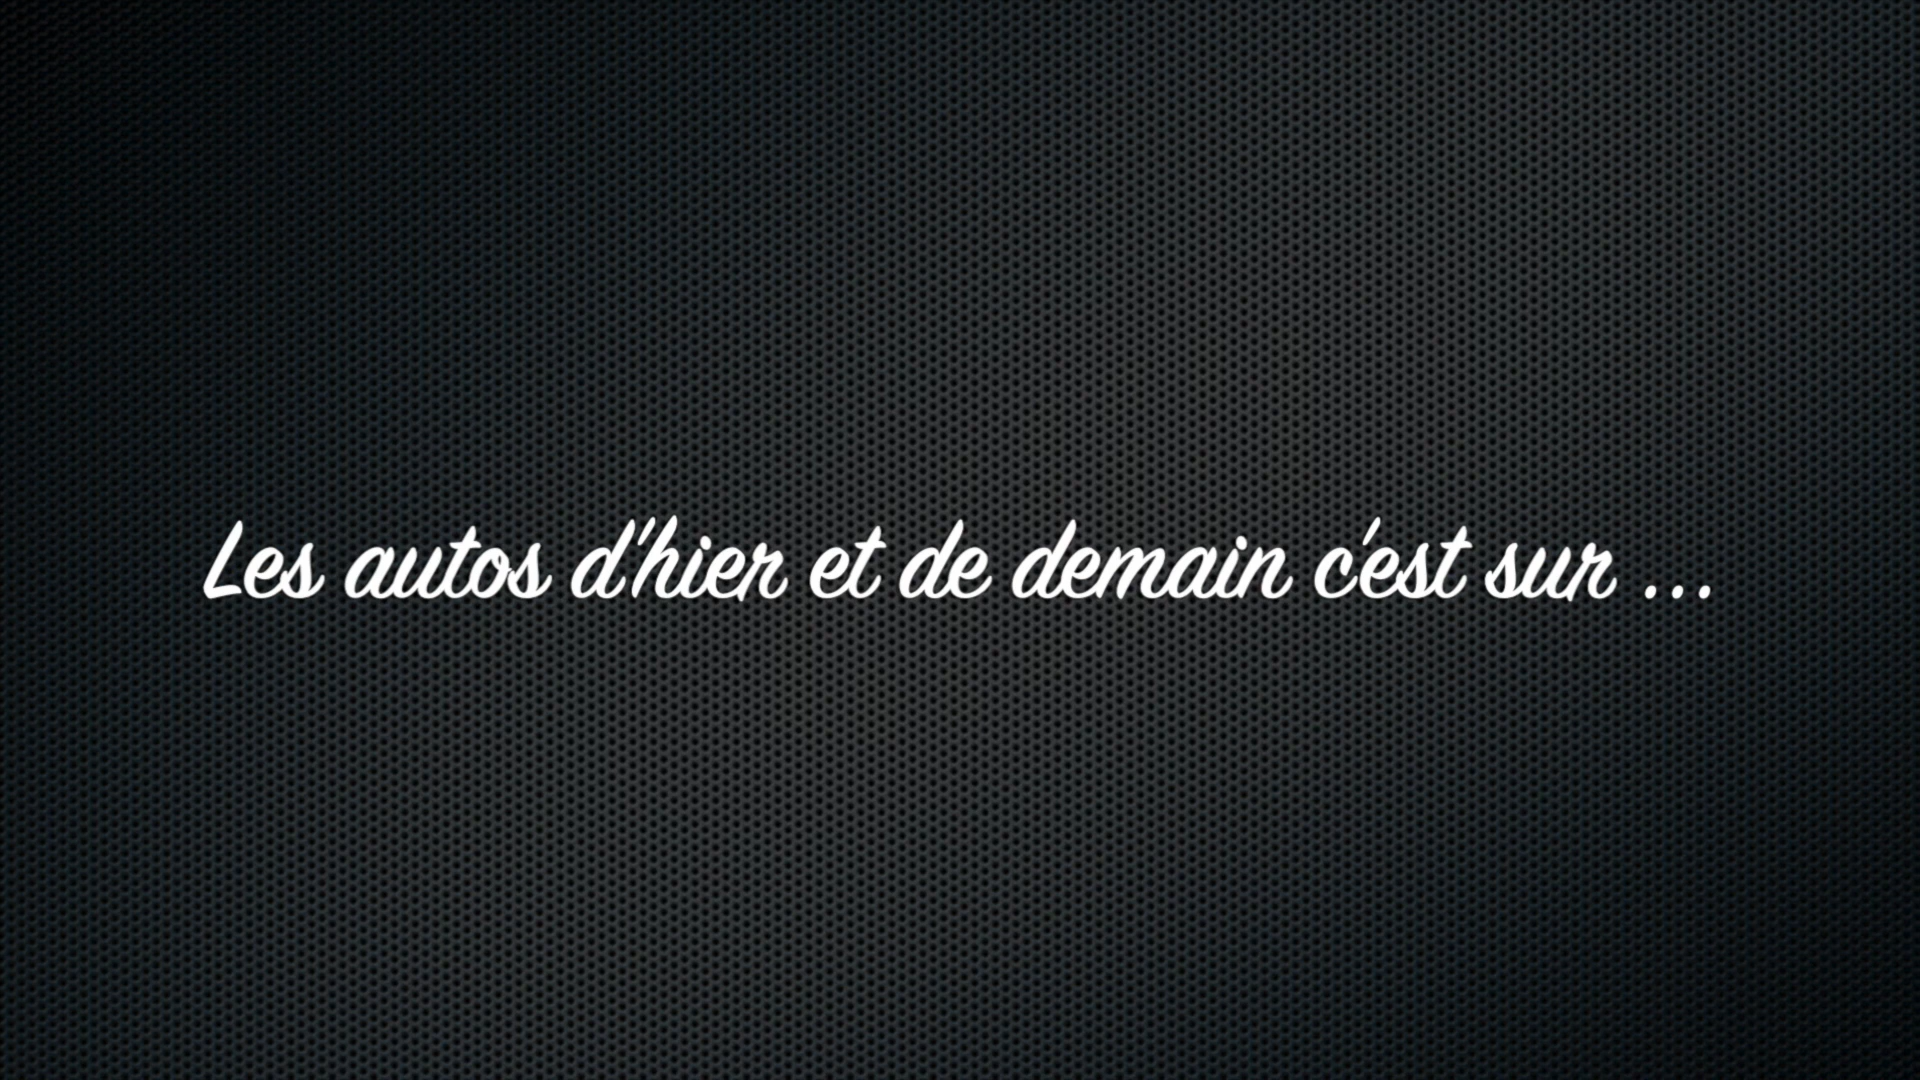 Les autos d'hier et de demain c'est sur ...